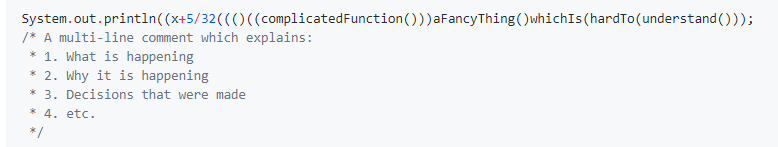 System.out.println((x+5/32((()((complicatedFunction()))aFancyThing()whichIs(hardTo(understand()));
/* A multi-line comment which explains:
 * 1. What is happening
 * 2. Why it is happening
 * 3. Decisions that were made
 * 4. etc.
 */